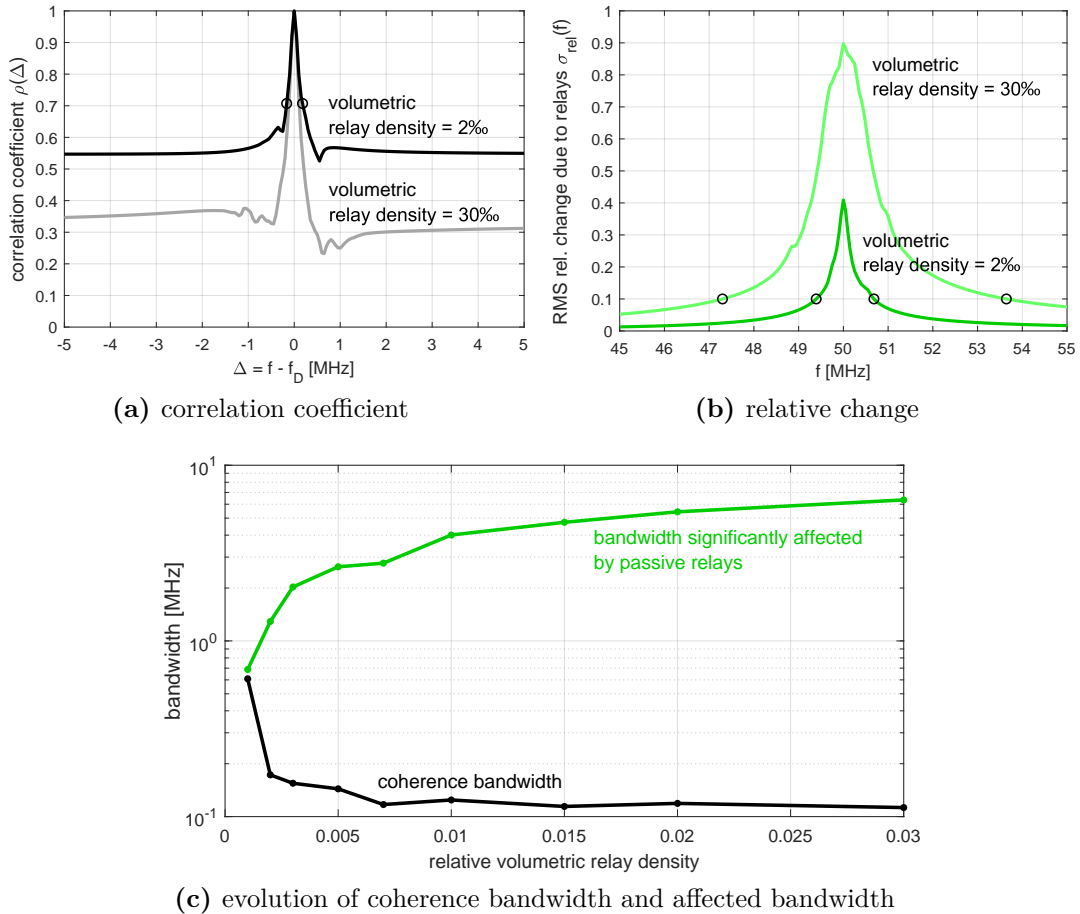 1
0.9
0.8
0.7
0.6
0.5
0.4
0.3
0.2
0.1
0
correlation coefficient ρ(Δ)
volumetric
relay density = 2‰
volumetric
relay density = 30‰
-5 -4 -3 -2 -1 0 1 2 3 4 5
Δ = f - f_D [MHz]
(a) correlation coefficient
1
0.9
0.8
0.7
0.6
0.5
0.4
0.3
0.2
0.1
0
RMS rel. change due to relays σ_rel(f)
volumetric
relay density = 30‰
volumetric
relay density = 2‰
45 46 47 48 49 50 51 52 53 54 55
f [MHz]
(b) relative change
10^1
10^0
10^-1
bandwidth [MHz]
bandwidth significantly affected
by passive relays
coherence bandwidth
0 0.005 0.01 0.015 0.02 0.025 0.03
relative volumetric relay density
(c) evolution of coherence bandwidth and affected bandwidth